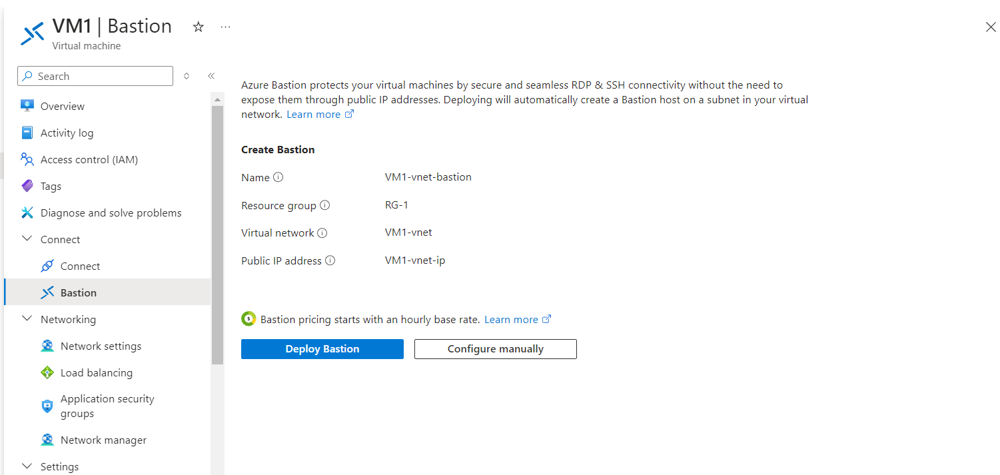 VM1 | Bastion
Virtual machine
Search
Overview
Activity log
Access control (IAM)
Tags
Diagnose and solve problems
Connect
Connect
Bastion
Networking
Network settings
Load balancing
Application security
groups
Network manager
Settings
Azure Bastion protects your virtual machines by secure and seamless RDP & SSH connectivity without the need to
expose them through public IP addresses. Deploying will automatically create a Bastion host on a subnet in your virtual
network. Learn more
Create Bastion
Name VM1-vnet-bastion
Resource group RG-1
Virtual network VM1-vnet
Public IP address VM1-vnet-ip
Bastion pricing starts with an hourly base rate. Learn more
Deploy Bastion Configure manually